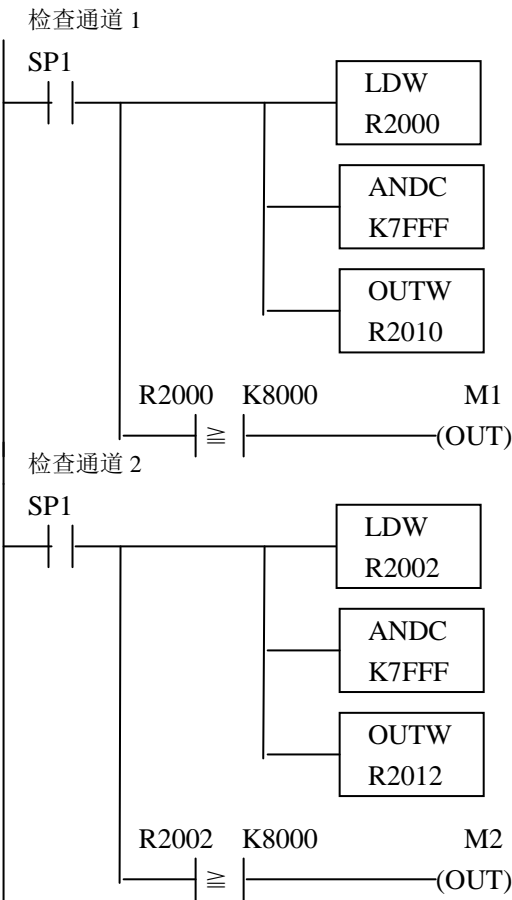 检查通道 1
SP1
LDW
R2000
ANDC
K7FFF
OUTW
R2010
R2000 K8000 M1
≧ (OUT)
检查通道 2
SP1
LDW
R2002
ANDC
K7FFF
OUTW
R2012
R2002 K8000 M2
≧ (OUT)